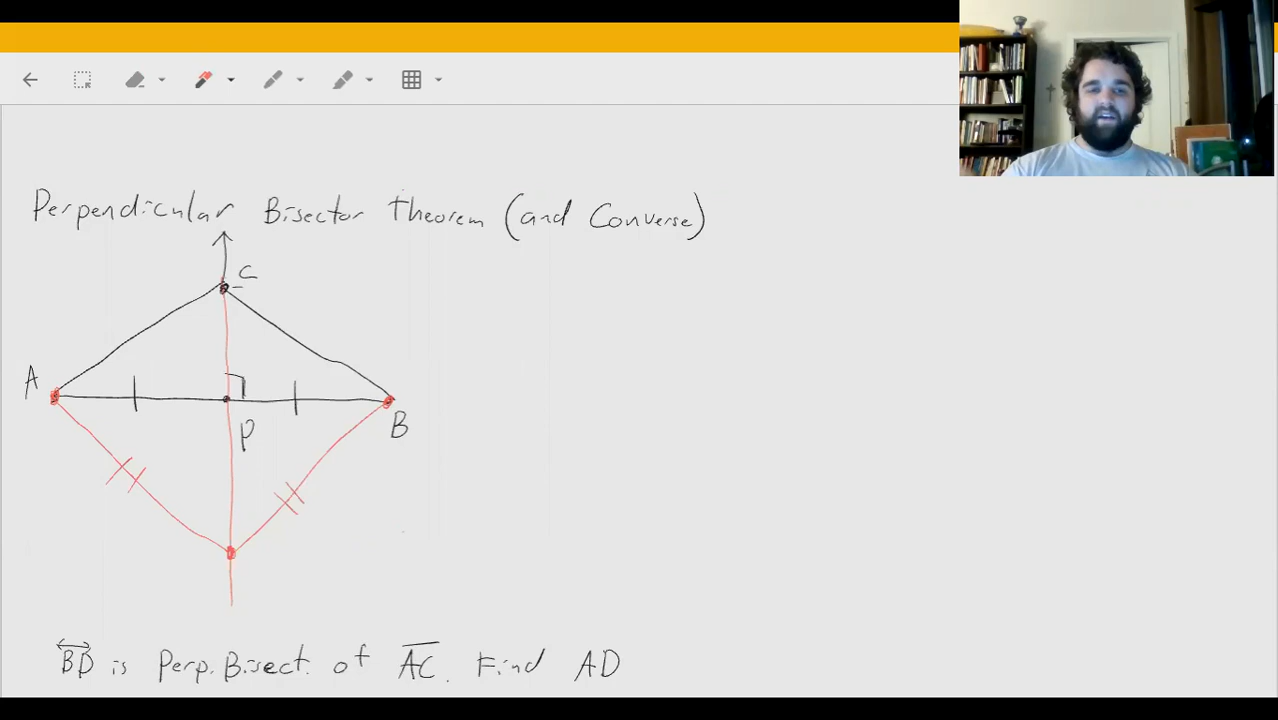 Perpendicular Bisector Theorem (and Converse)
C
A
P
B
BD is Perp. Bisect. of AC. Find AD